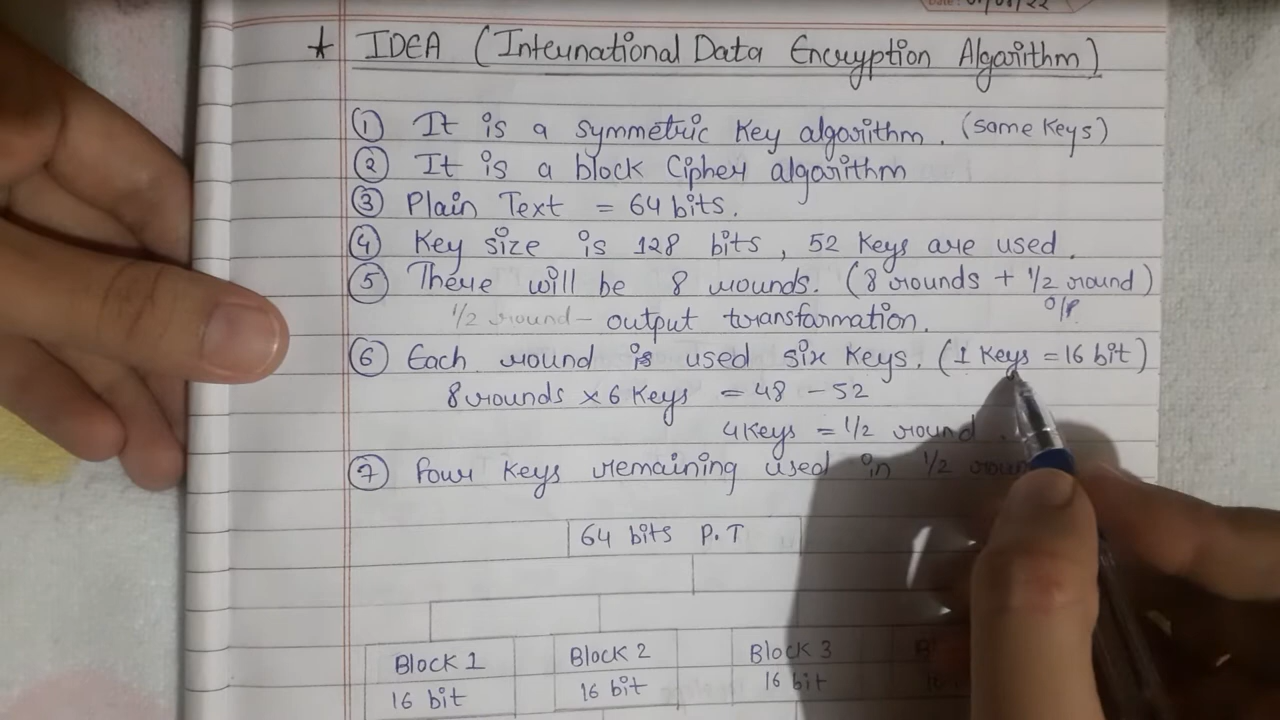 ★ IDEA (International Data Encryption Algorithm)
① It is a symmetric Key algorithm. (same Keys)
② It is a block Cipher algorithm
③ Plain Text = 64 bits.
④ Key size is 128 bits, 52 Keys are used.
⑤ There will be 8 rounds. (8 rounds + 1/2 round)
1/2 round - output transformation. O/P.
⑥ Each round is used six Keys. (1 Keys = 16 bit)
8 rounds × 6 Keys = 48 - 52
4 Keys = 1/2 round.
⑦ Four Keys remaining used in 1/2
64 bits P.T
Block 1 Block 2 Block 3
16 bit 16 bit 16 bit